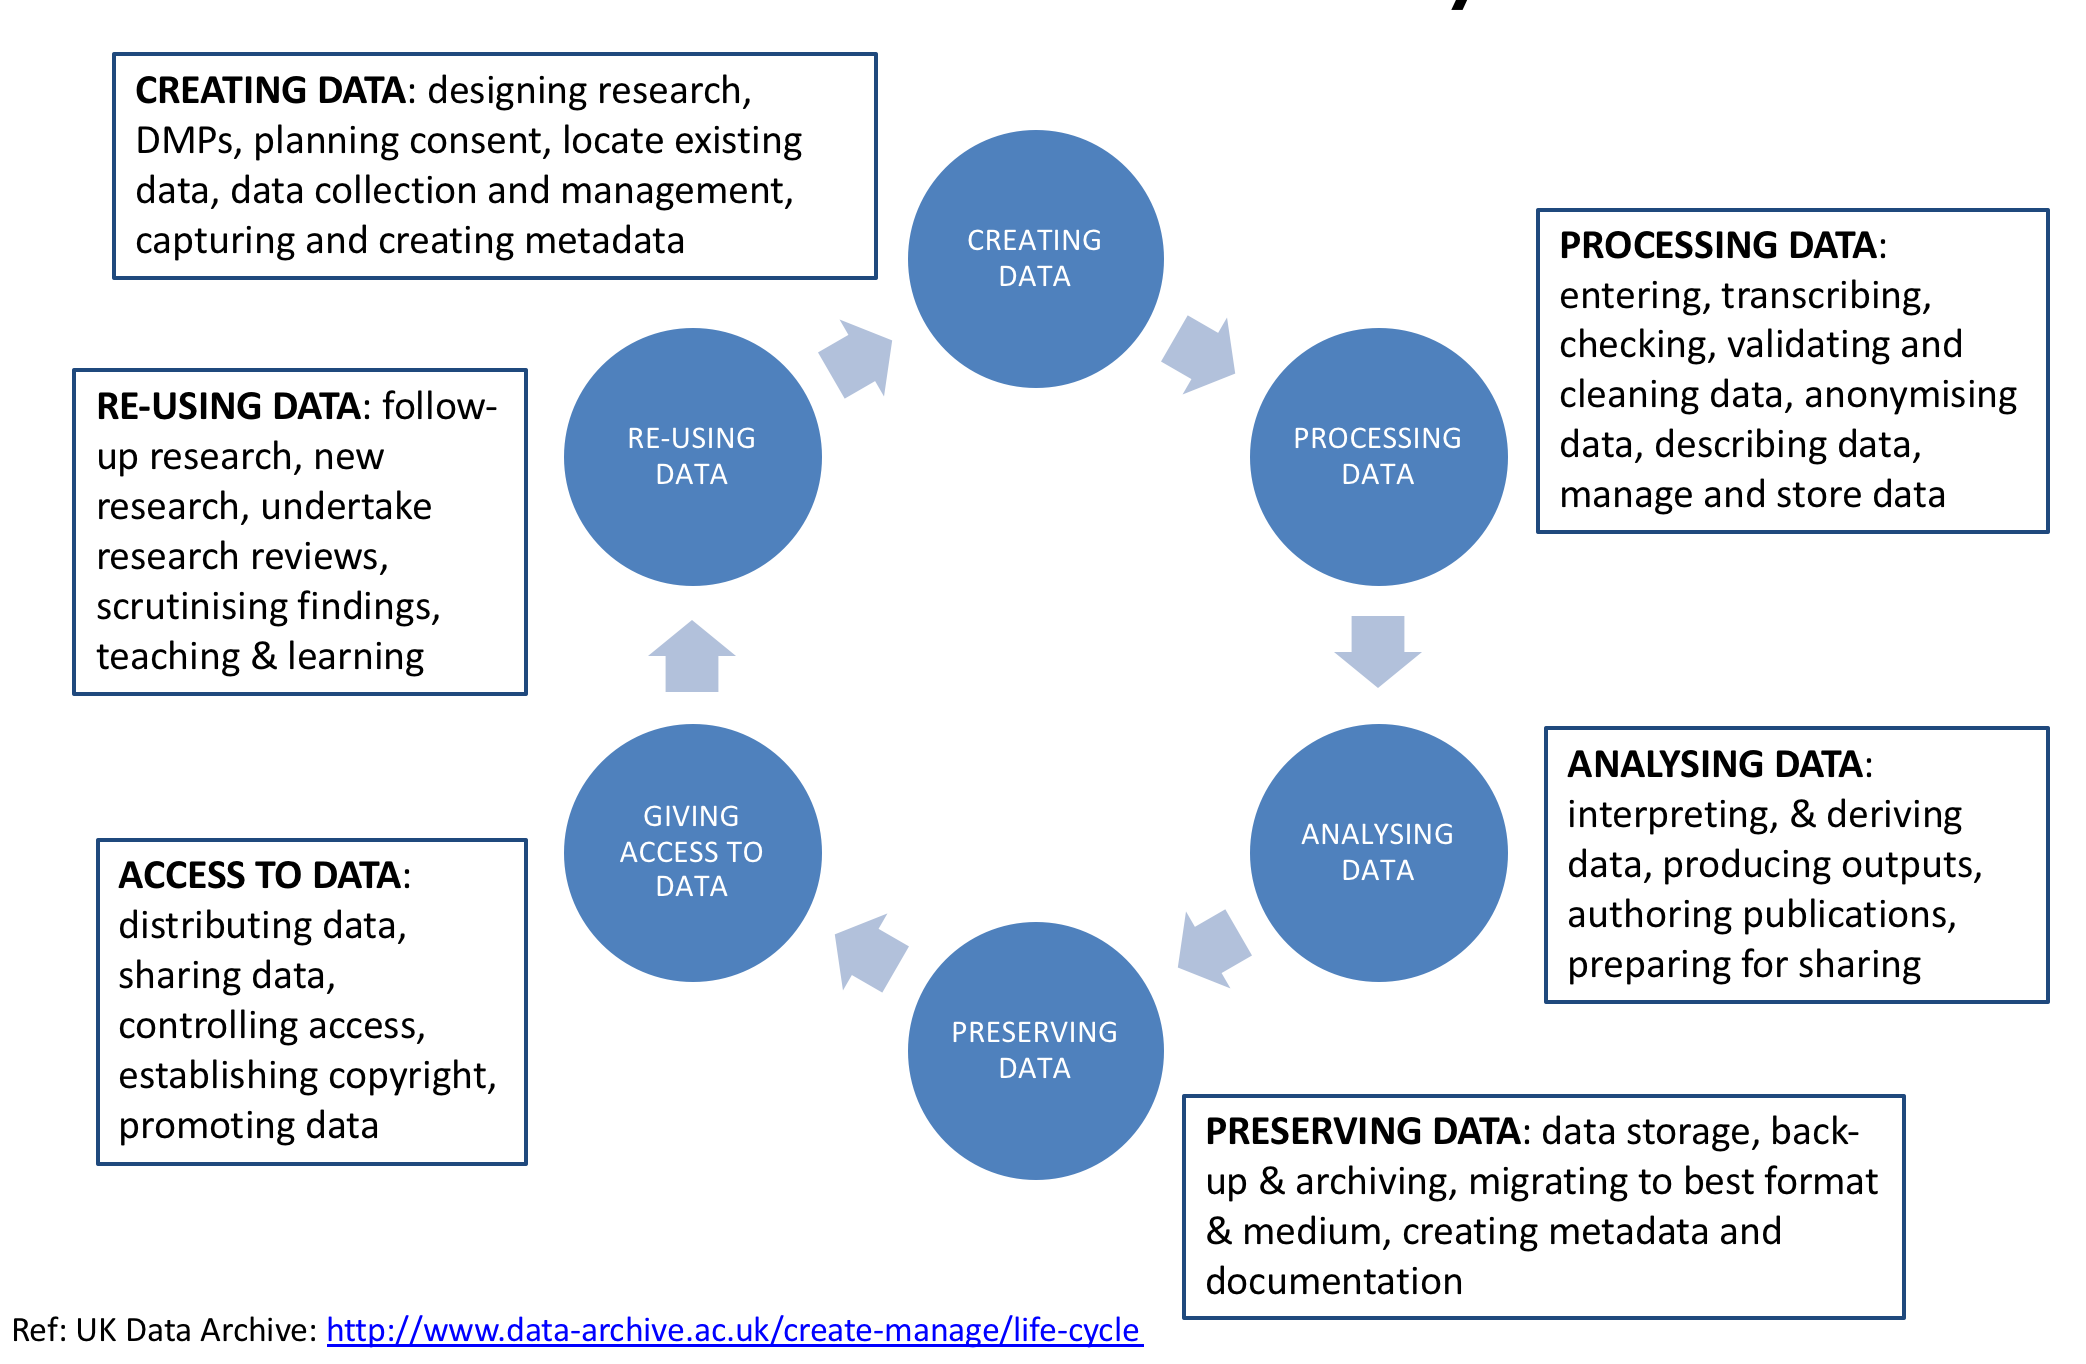 CREATING DATA: designing research,
DMPs, planning consent, locate existing
data, data collection and management,
capturing and creating metadata
CREATING
DATA
PROCESSING DATA:
entering, transcribing,
checking, validating and
cleaning data, anonymising
data, describing data,
manage and store data
RE-USING DATA: follow-
up research, new
research, undertake
research reviews,
scrutinising findings,
teaching & learning
RE-USING
DATA
PROCESSING
DATA
ANALYSING DATA:
interpreting, & deriving
data, producing outputs,
authoring publications,
preparing for sharing
GIVING
ACCESS TO
DATA
ANALYSING
DATA
ACCESS TO DATA:
distributing data,
sharing data,
controlling access,
establishing copyright,
promoting data
PRESERVING
DATA
PRESERVING DATA: data storage, back-
up & archiving, migrating to best format
& medium, creating metadata and
documentation
Ref: UK Data Archive: http://www.data-archive.ac.uk/create-manage/life-cycle